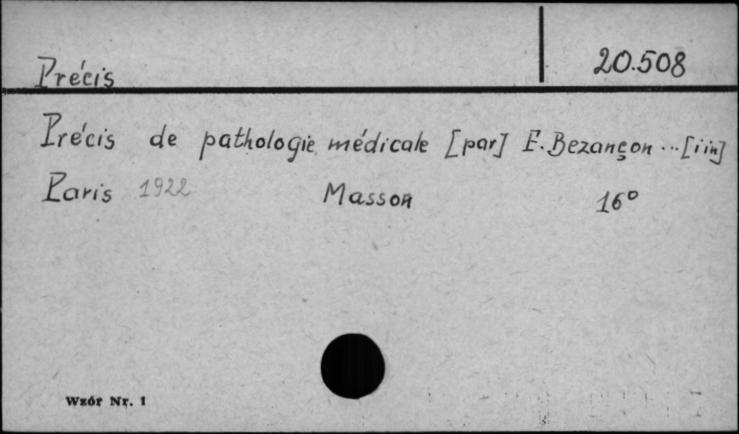 Précis 20.508
Précis de pathologie médicale [par] F. Bezançon ... [i in]
Paris 1922 Masson 16°
Wzór Nr. 1